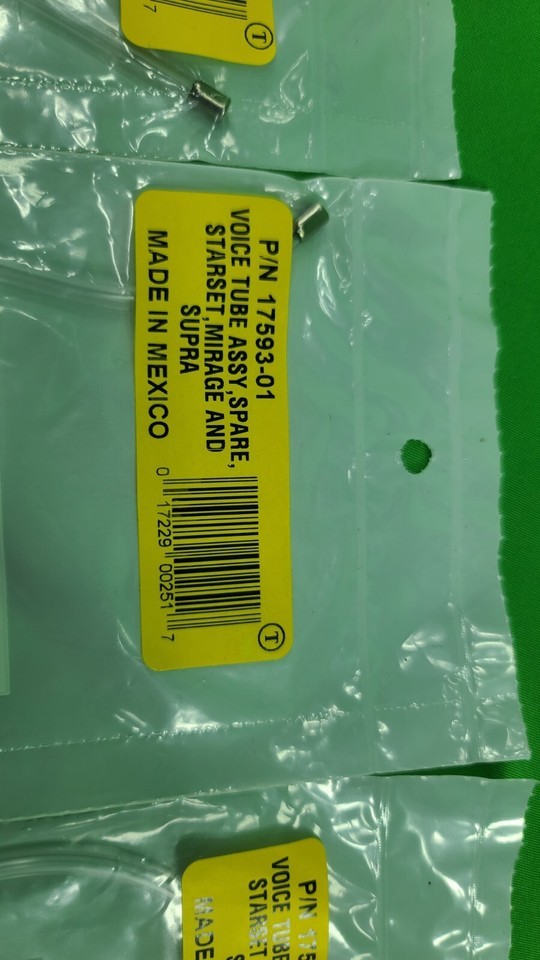 7
T
P/N 17593-01
VOICE TUBE ASSY,SPARE,
STARSET,MIRAGE AND
SUPRA
MADE IN MEXICO
0 17229 00251 7
T
P/N 175
VOICE TUBE
STARSET
S
MADE